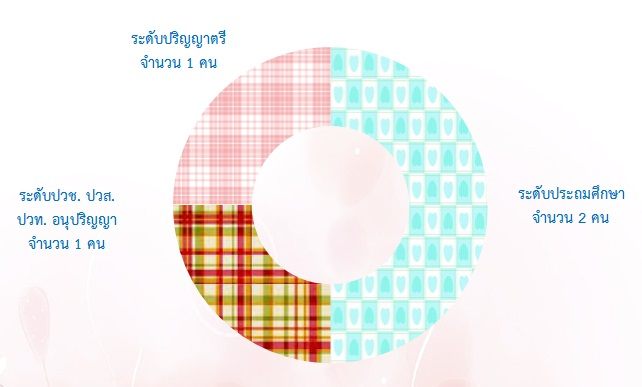 ระดับปริญญาตรี
จำนวน 1 คน
ระดับปวช. ปวส.
ปวท. อนุปริญญา
จำนวน 1 คน
ระดับประถมศึกษา
จำนวน 2 คน